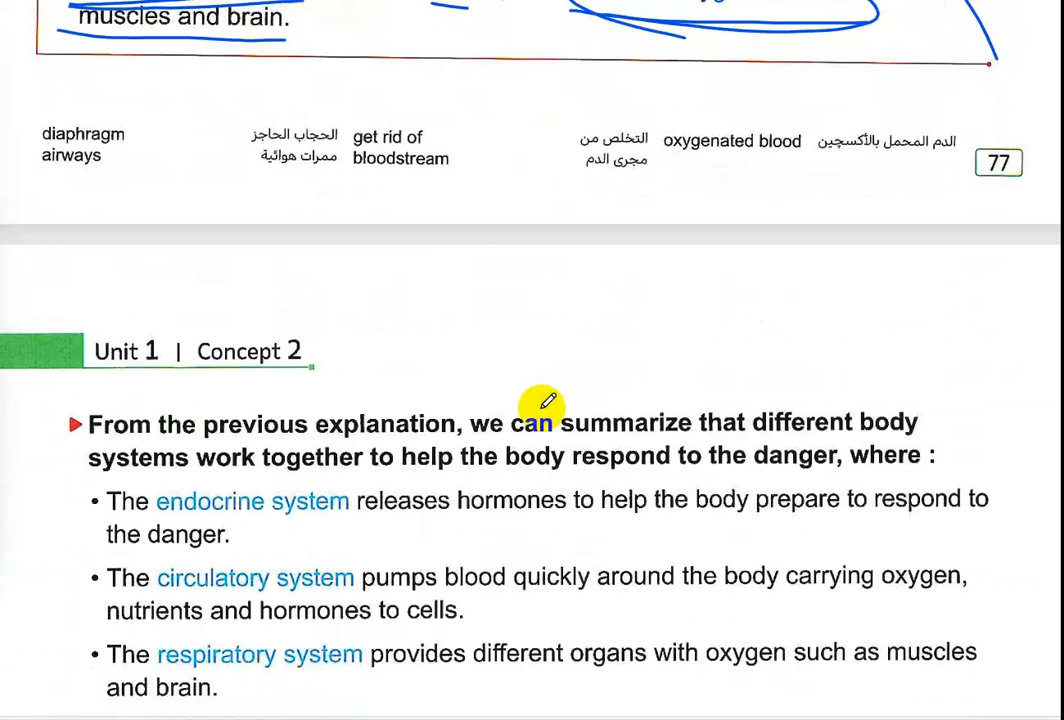 muscles and brain.
diaphragm الحجاب الحاجز get rid of التخلص من oxygenated blood الدم المحمل بالأكسچين
airways ممرات هوائية bloodstream مجرى الدم
77
Unit 1 | Concept 2
From the previous explanation, we can summarize that different body
systems work together to help the body respond to the danger, where :
• The endocrine system releases hormones to help the body prepare to respond to
the danger.
• The circulatory system pumps blood quickly around the body carrying oxygen,
nutrients and hormones to cells.
• The respiratory system provides different organs with oxygen such as muscles
and brain.